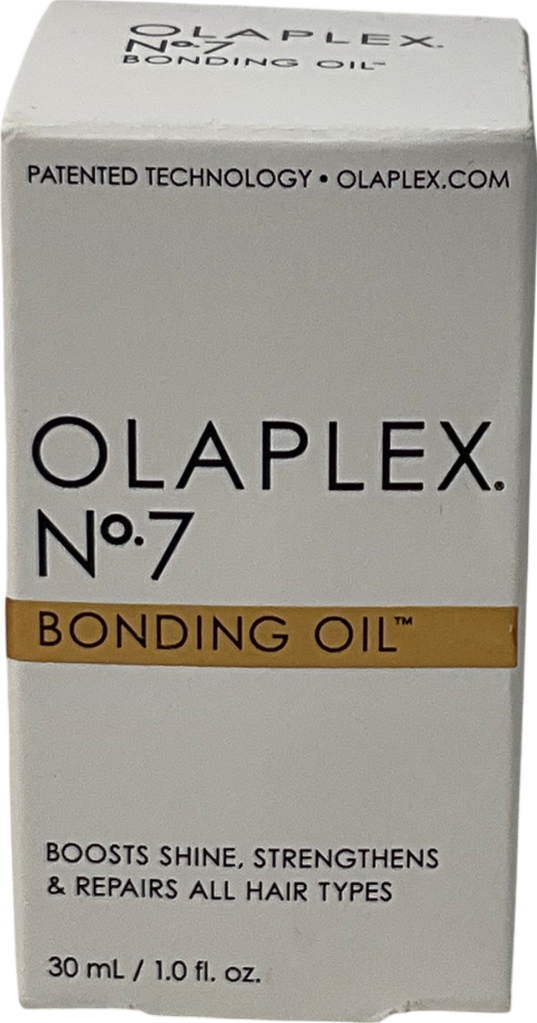 OLAPLEX.
Nº.7
BONDING OIL™
PATENTED TECHNOLOGY • OLAPLEX.COM
OLAPLEX®
Nº.7
BONDING OIL™
BOOSTS SHINE, STRENGTHENS
& REPAIRS ALL HAIR TYPES
30 mL / 1.0 fl. oz.